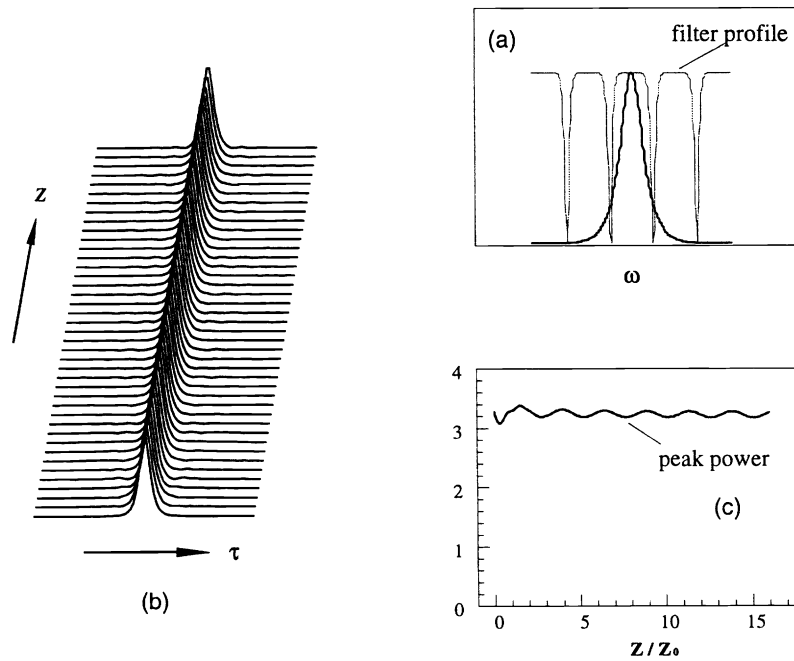 (a)
filter profile
ω
z
τ
(b)
4
3
2
1
0
peak power
(c)
0
5
10
15
z / z₀